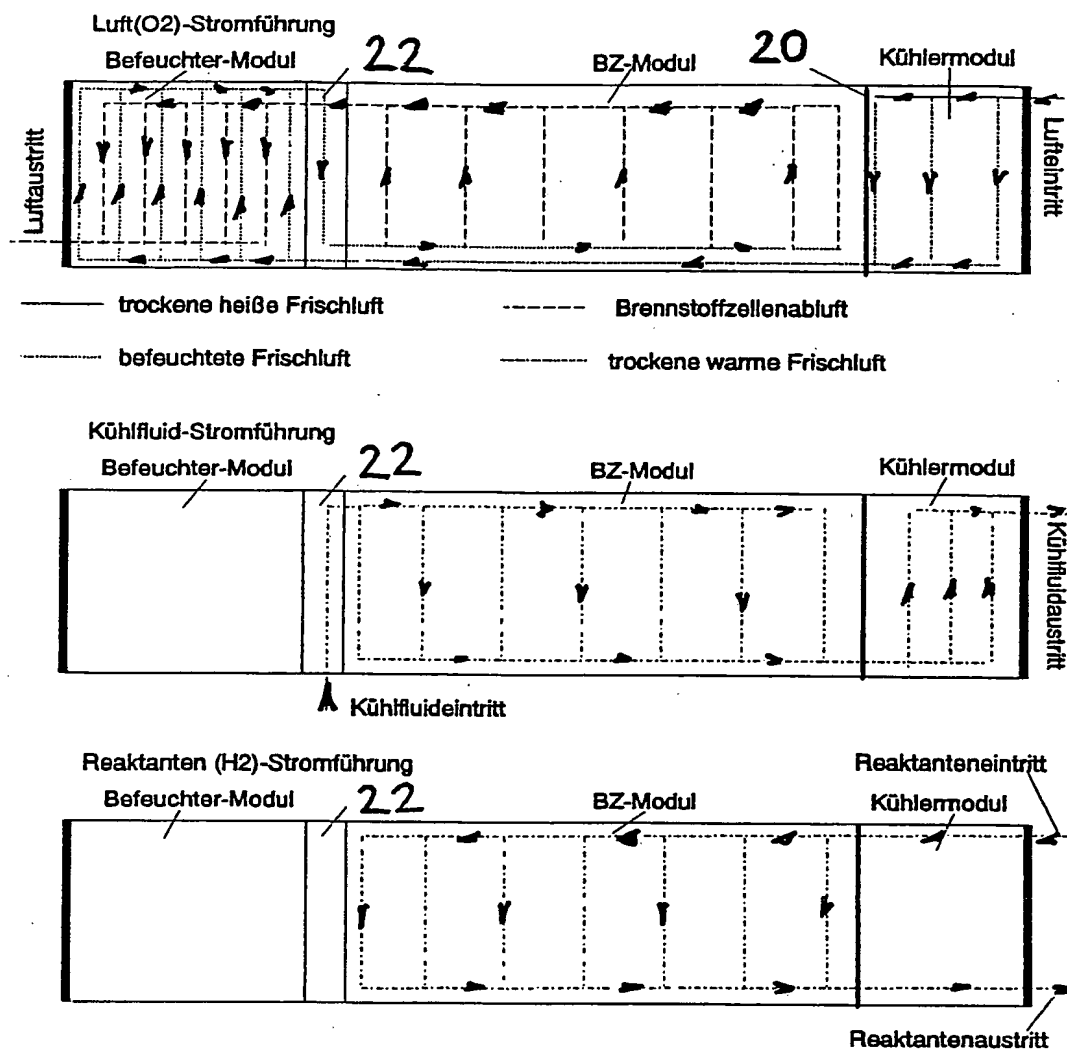 Luft(O2)-Stromführung
Befeuchter-Modul
22
BZ-Modul
20
Kühlermodul
Luftaustritt
Lufteintritt
trockene heiße Frischluft
Brennstoffzellenabluft
befeuchtete Frischluft
trockene warme Frischluft
Kühlfluid-Stromführung
Befeuchter-Modul
22
BZ-Modul
Kühlermodul
Kühlfluidaustritt
Kühlfluideintritt
Reaktanten (H2)-Stromführung
Reaktanteneintritt
Befeuchter-Modul
22
BZ-Modul
Kühlermodul
Reaktantenaustritt